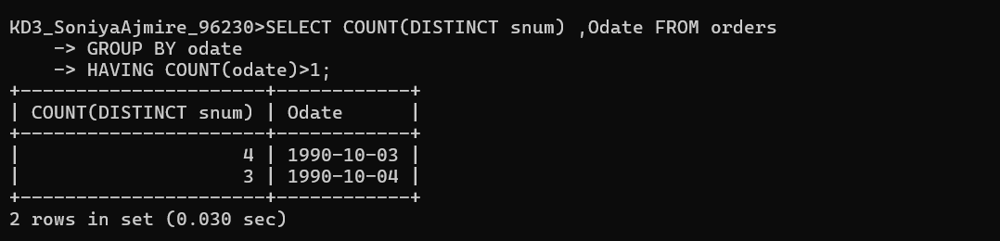 KD3_SoniyaAjmire_96230>SELECT COUNT(DISTINCT snum) ,Odate FROM orders
    -> GROUP BY odate
    -> HAVING COUNT(odate)>1;
+----------------------+------------+
| COUNT(DISTINCT snum) | Odate      |
+----------------------+------------+
|                    4 | 1990-10-03 |
|                    3 | 1990-10-04 |
+----------------------+------------+
2 rows in set (0.030 sec)